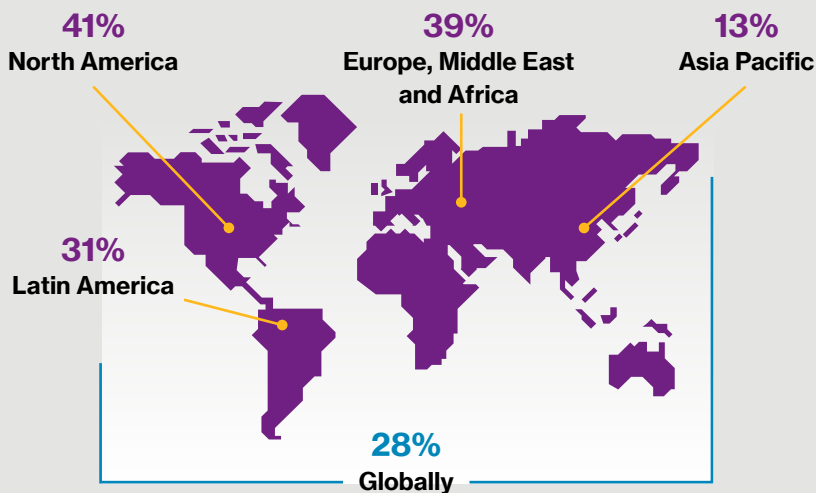 41%
North America
39%
Europe, Middle East
and Africa
13%
Asia Pacific
31%
Latin America
28%
Globally